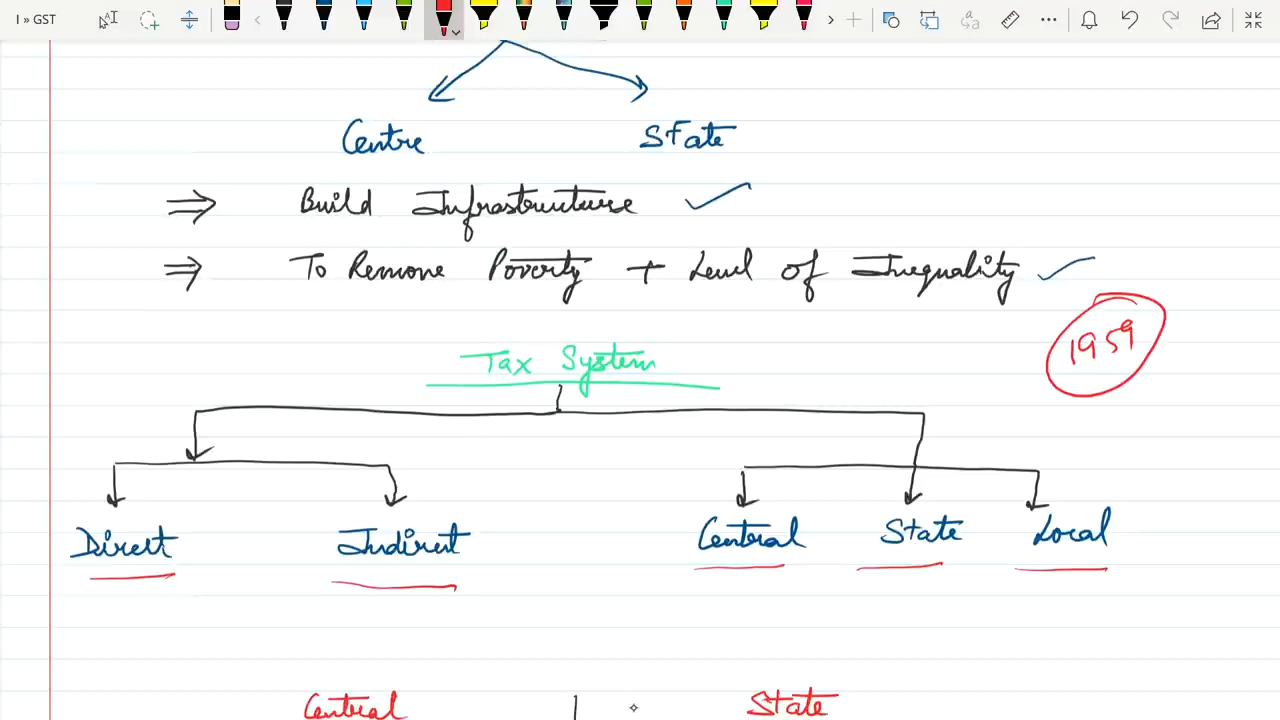 I » GST
Centre State
⇒ Build Infrastructure ✓
⇒ To Remove Poverty + Level of Inequality ✓
1959
Tax System
Direct Indirect Central State Local
Central | State